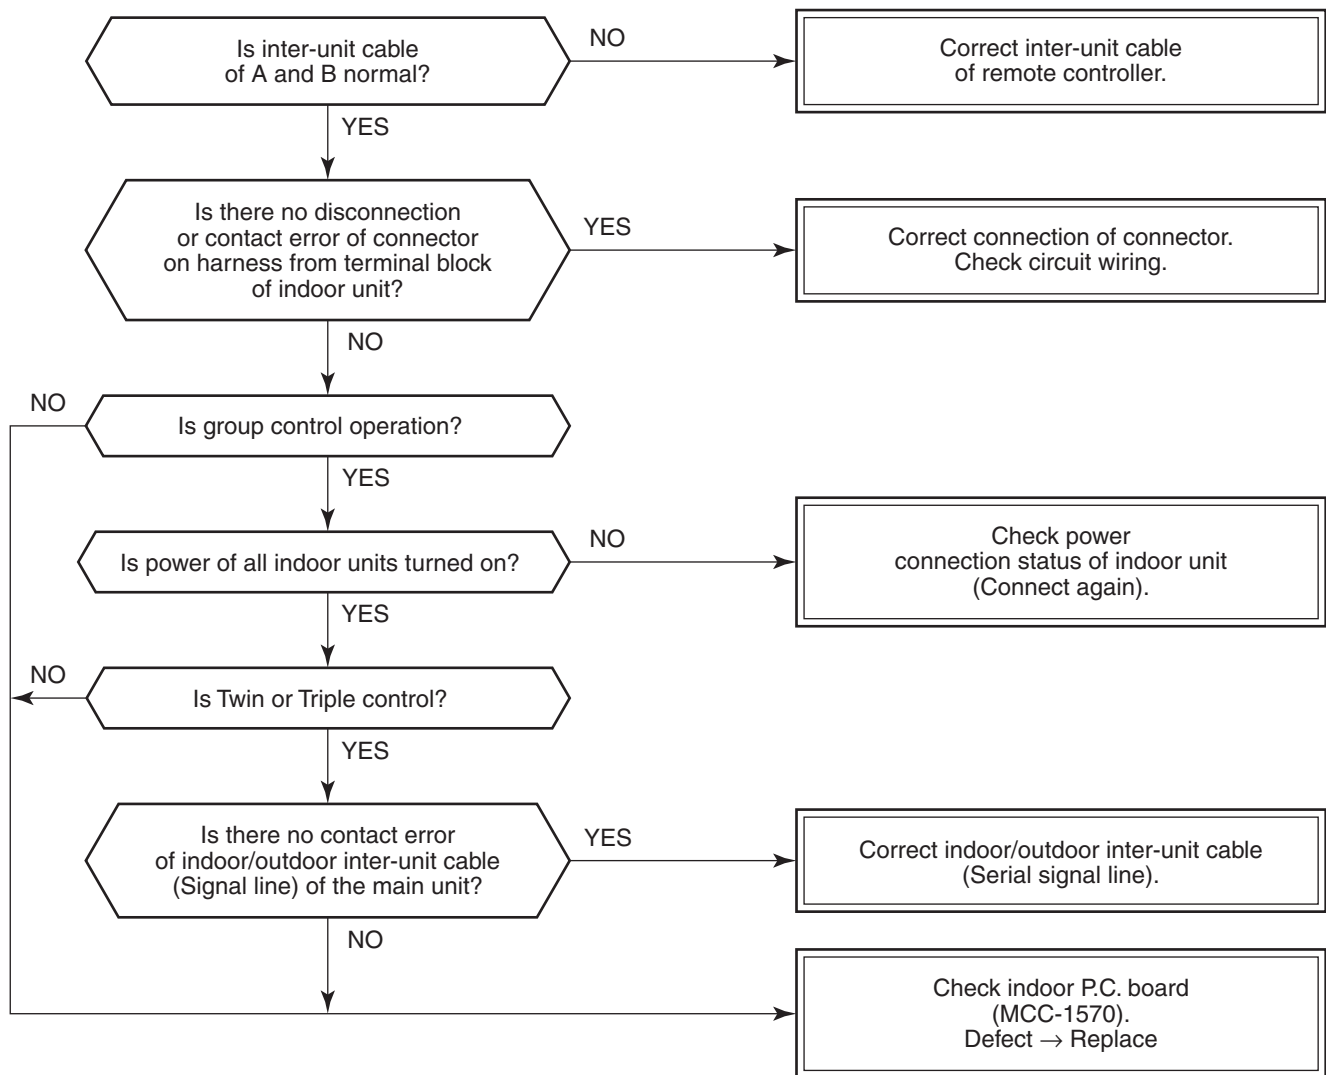 Is inter-unit cable
of A and B normal?
NO
Correct inter-unit cable
of remote controller.
YES
Is there no disconnection
or contact error of connector
on harness from terminal block
of indoor unit?
YES
Correct connection of connector.
Check circuit wiring.
NO
NO
Is group control operation?
YES
Is power of all indoor units turned on?
NO
Check power
connection status of indoor unit
(Connect again).
YES
NO
Is Twin or Triple control?
YES
Is there no contact error
of indoor/outdoor inter-unit cable
(Signal line) of the main unit?
YES
Correct indoor/outdoor inter-unit cable
(Serial signal line).
NO
Check indoor P.C. board
(MCC-1570).
Defect → Replace